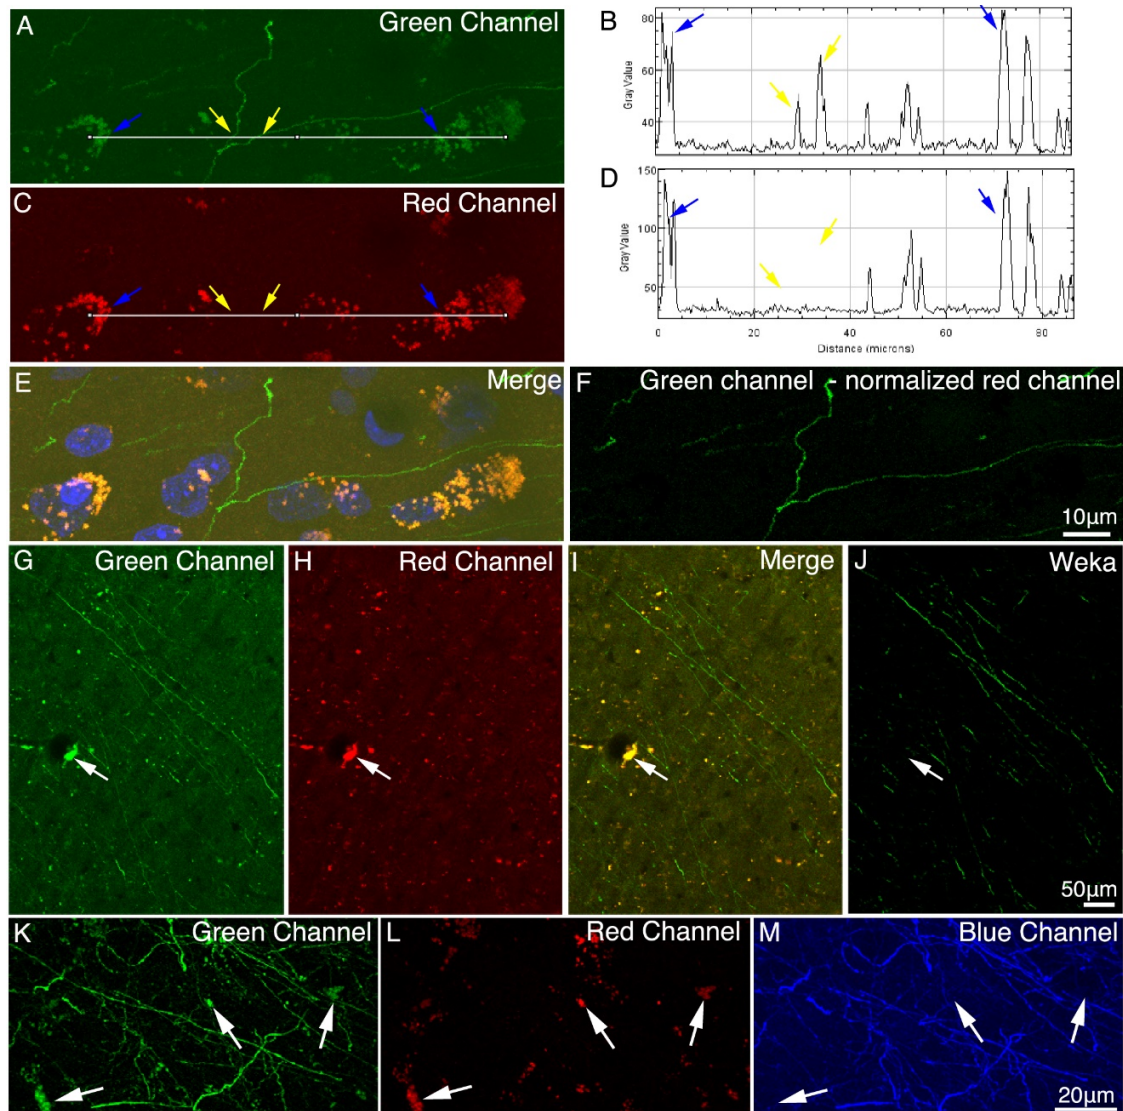 A Green Channel
B
80
60
40
Gray Value
C Red Channel
D
150
100
50
Gray Value
0 20 40 60 80
Distance (microns)
E Merge
F Green channel - normalized red channel
10µm
G Green Channel
H Red Channel
I Merge
J Weka
50µm
K Green Channel
L Red Channel
M Blue Channel
20µm